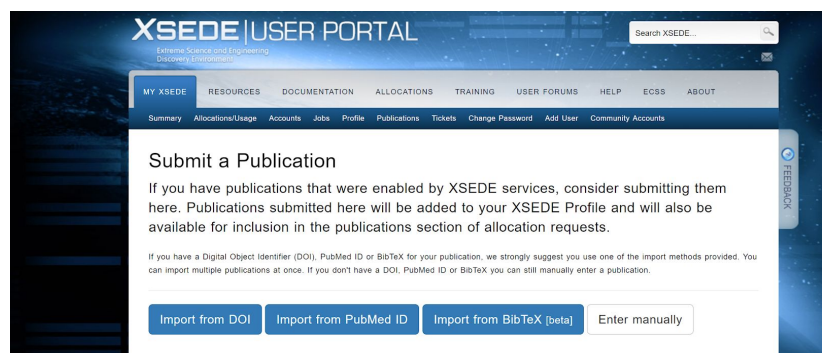 XSEDE | USER PORTAL
Extreme Science and Engineering
Discovery Environment
Search XSEDE...
MY XSEDE RESOURCES DOCUMENTATION ALLOCATIONS TRAINING USER FORUMS HELP ECSS ABOUT
Summary Allocations/Usage Accounts Jobs Profile Publications Tickets Change Password Add User Community Accounts
FEEDBACK
Submit a Publication
If you have publications that were enabled by XSEDE services, consider submitting them
here. Publications submitted here will be added to your XSEDE Profile and will also be
available for inclusion in the publications section of allocation requests.
If you have a Digital Object Identifier (DOI), PubMed ID or BibTeX for your publication, we strongly suggest you use one of the import methods provided. You
can import multiple publications at once. If you don't have a DOI, PubMed ID or BibTeX you can still manually enter a publication.
Import from DOI Import from PubMed ID Import from BibTeX [beta] Enter manually